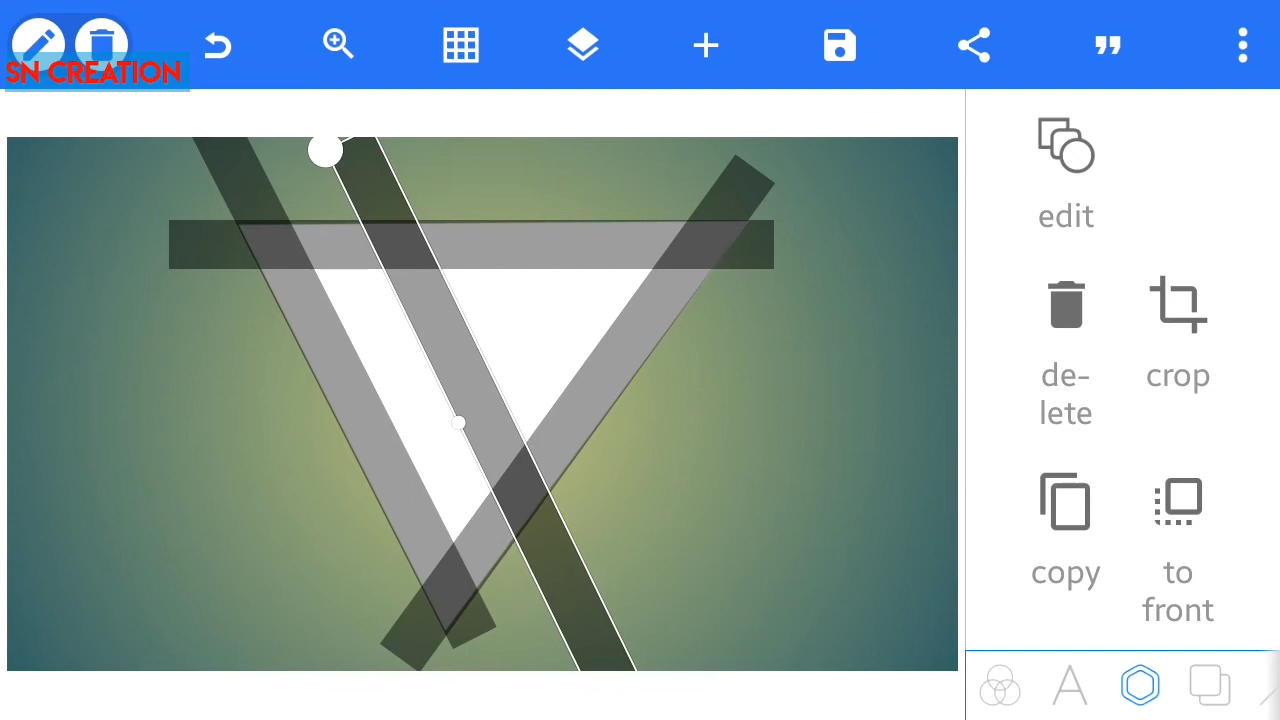 SN CREATION
edit
de-
lete
crop
copy
to
front
A